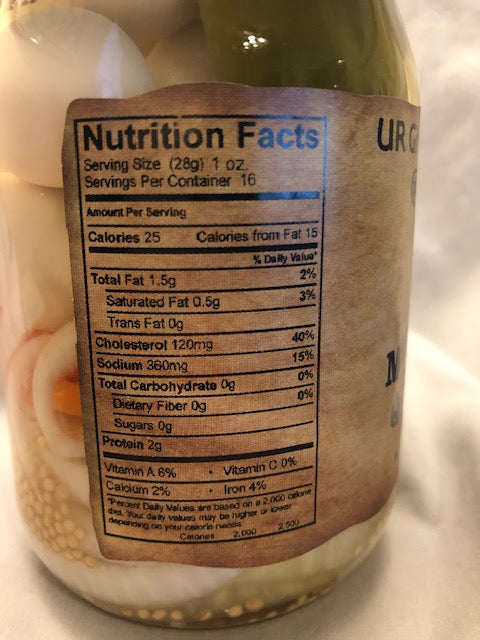 Nutrition Facts
Serving Size (28g) 1 oz.
Servings Per Container 16
Amount Per Serving
Calories 25 Calories from Fat 15
% Daily Value*
Total Fat 1.5g 2%
Saturated Fat 0.5g 3%
Trans Fat 0g
Cholesterol 120mg 40%
Sodium 360mg 15%
Total Carbohydrate 0g 0%
Dietary Fiber 0g 0%
Sugars 0g
Protein 2g
Vitamin A 6% • Vitamin C 0%
Calcium 2% • Iron 4%
*Percent Daily Values are based on a 2,000 calorie
diet. Your daily values may be higher or lower
depending on your calorie needs:
Calories 2,000 2,500
UR G
M